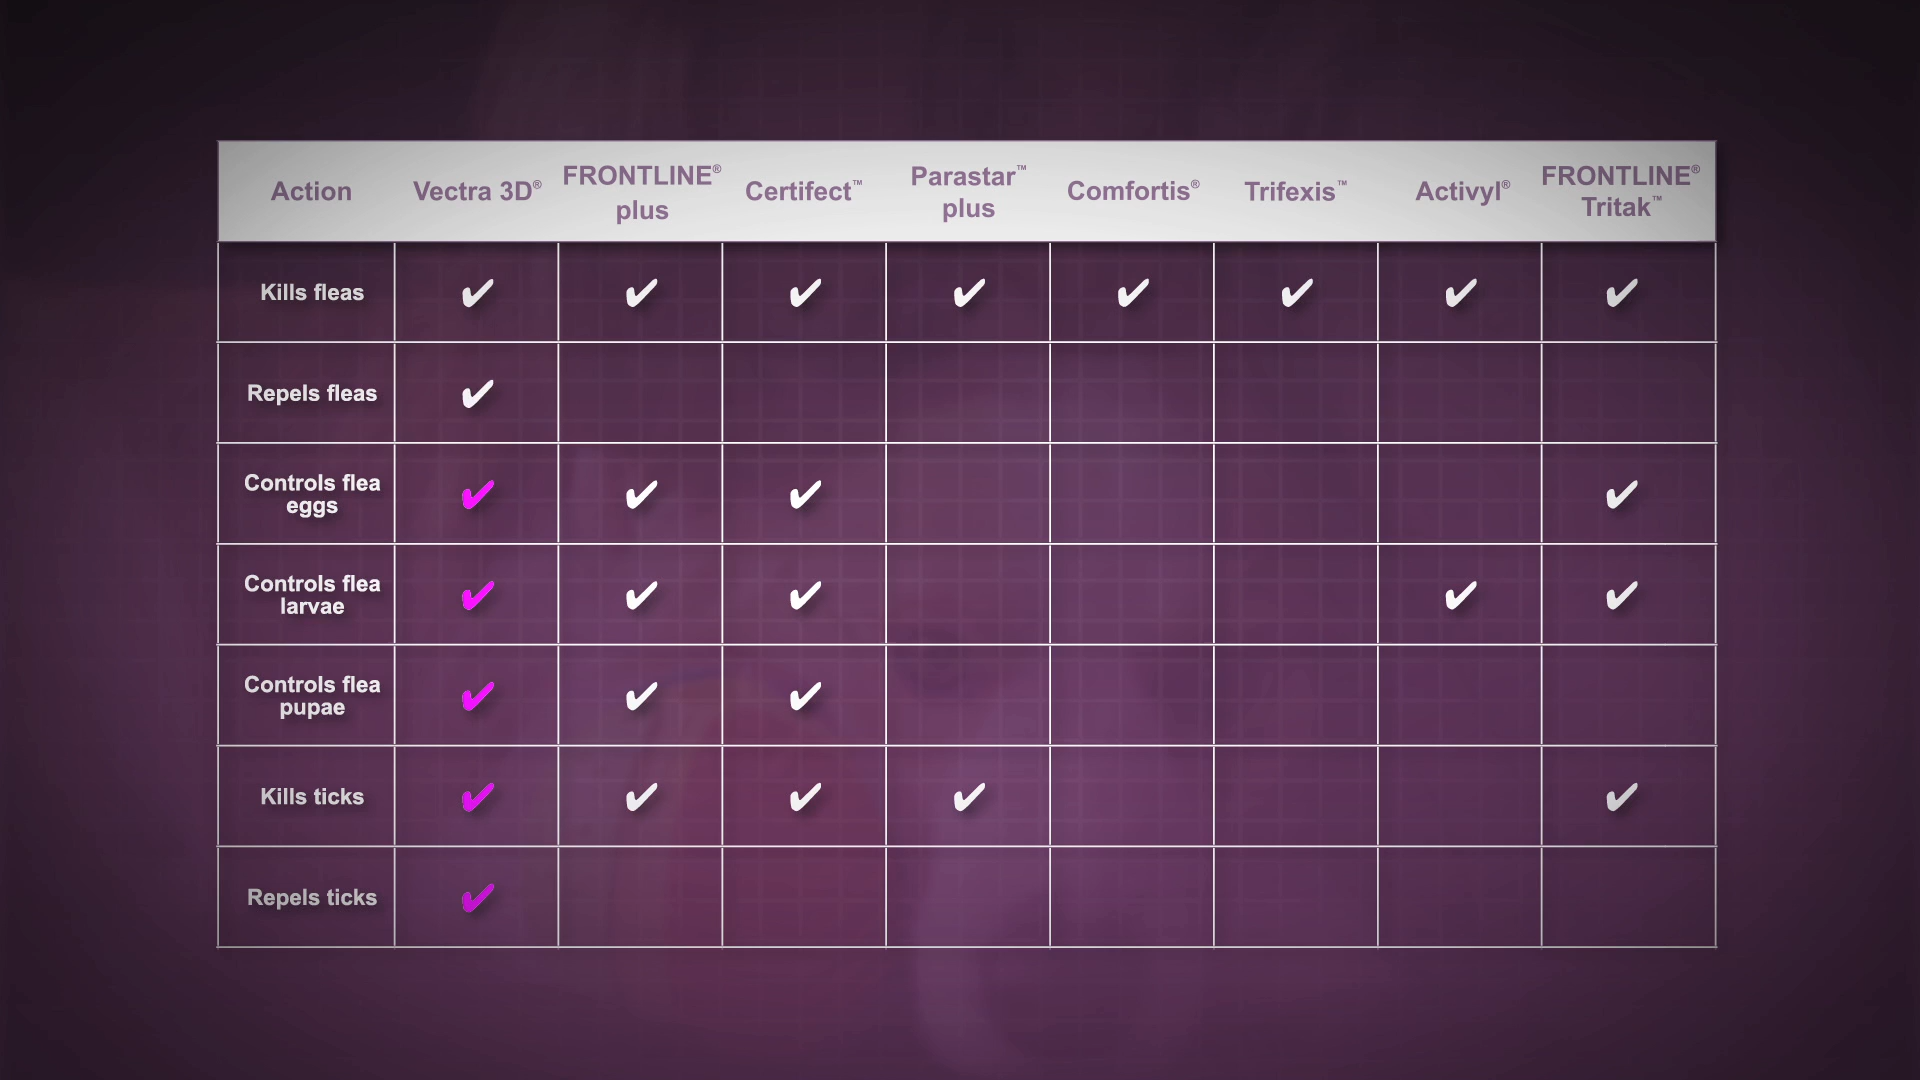 Action Vectra 3D® FRONTLINE® plus Certifect™ Parastar™ plus Comfortis® Trifexis™ Activyl® FRONTLINE® Tritak™
Kills fleas ✔ ✔ ✔ ✔ ✔ ✔ ✔ ✔
Repels fleas ✔
Controls flea
eggs ✔ ✔ ✔ ✔
Controls flea
larvae ✔ ✔ ✔ ✔ ✔
Controls flea
pupae ✔ ✔ ✔
Kills ticks ✔ ✔ ✔ ✔ ✔
Repels ticks ✔